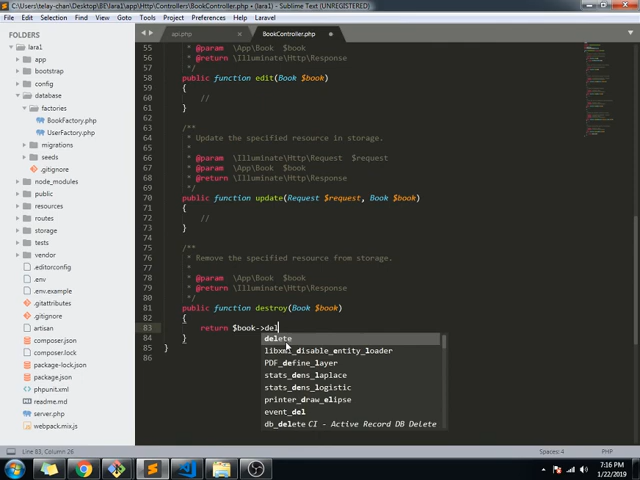 C:\Users\telay-chan\Desktop\BE\lara1\app\Http\Controllers\BookController.php • (lara1) - Sublime Text (UNREGISTERED)
File Edit Selection Find View Goto Tools Project Preferences Help Laravel
FOLDERS
lara1
app
bootstrap
config
database
factories
BookFactory.php
UserFactory.php
migrations
seeds
.gitignore
node_modules
public
resources
routes
storage
tests
vendor
.editorconfig
.env
.env.example
.gitattributes
.gitignore
artisan
composer.json
composer.lock
package-lock.json
package.json
phpunit.xml
readme.md
server.php
webpack.mix.js
api.php
BookController.php
55 * @param \App\Book $book
56 * @return \Illuminate\Http\Response
57 */
58 public function edit(Book $book)
59 {
60 //
61 }
62
63 /**
64 * Update the specified resource in storage.
65 *
66 * @param \Illuminate\Http\Request $request
67 * @param \App\Book $book
68 * @return \Illuminate\Http\Response
69 */
70 public function update(Request $request, Book $book)
71 {
72 //
73 }
74
75 /**
76 * Remove the specified resource from storage.
77 *
78 * @param \App\Book $book
79 * @return \Illuminate\Http\Response
80 */
81 public function destroy(Book $book)
82 {
83 return $book->del
84 }
85 }
86
delete
libxml_disable_entity_loader
PDF_define_layer
stats_dens_laplace
stats_dens_logistic
printer_draw_elipse
event_del
db_delete CI - Active Record DB Delete
Line 83, Column 26
Spaces: 4
PHP
7:16 PM
1/22/2019